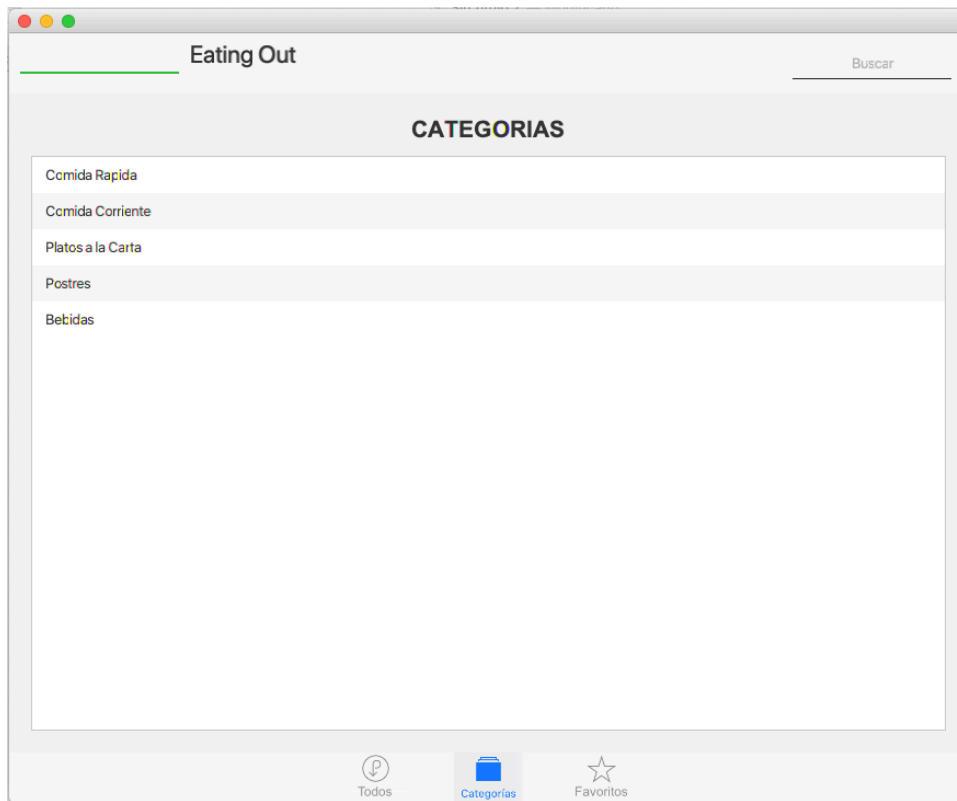 Eating Out
Buscar
CATEGORIAS
Comida Rapida
Comida Corriente
Platos a la Carta
Postres
Bebidas
Todos
Categorías
Favoritos